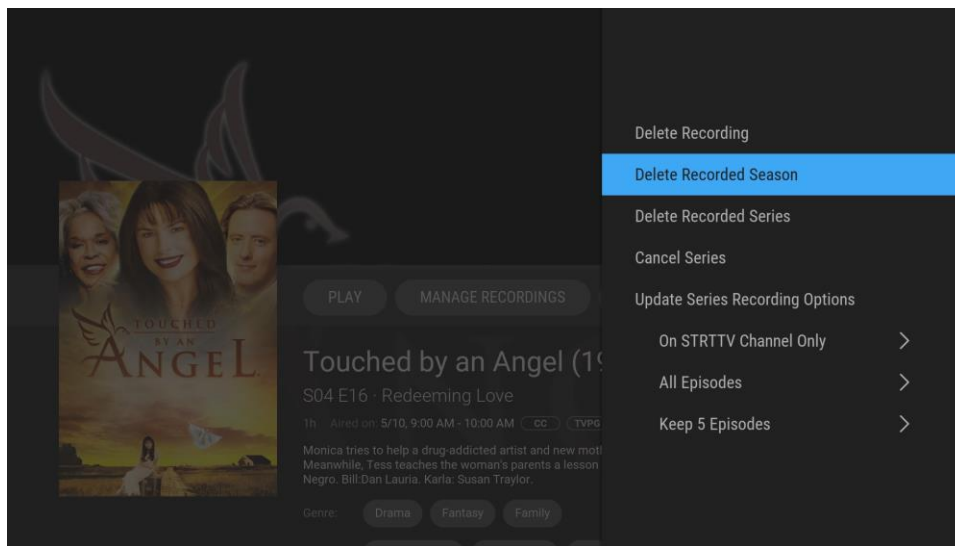 TOUCHED
BY AN
ANGEL
PLAY
MANAGE RECORDINGS
Touched by an Angel (19
S04 E16 · Redeeming Love
1h Aired on: 5/10, 9:00 AM - 10:00 AM CC TVPG
Monica tries to help a drug-addicted artist and new mot
Meanwhile, Tess teaches the woman's parents a lesson
Negro. Bill:Dan Lauria. Karla: Susan Traylor.
Genre: Drama Fantasy Family
Delete Recording
Delete Recorded Season
Delete Recorded Series
Cancel Series
Update Series Recording Options
On STRTTV Channel Only
All Episodes
Keep 5 Episodes